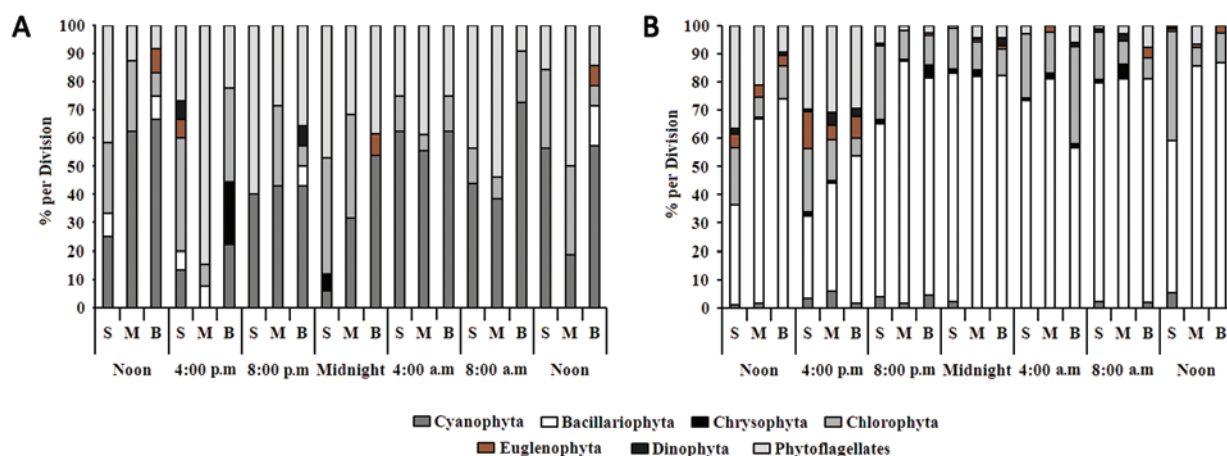 A
% per Division
100
90
80
70
60
50
40
30
20
10
0
S M B S M B S M B S M B S M B S M B S M B
Noon 4:00 p.m 8:00 p.m Midnight 4:00 a.m 8:00 a.m Noon
B
% per Division
100
90
80
70
60
50
40
30
20
10
0
S M B S M B S M B S M B S M B S M B S M B
Noon 4:00 p.m 8:00 p.m Midnight 4:00 a.m 8:00 a.m Noon
Cyanophyta Bacillariophyta Chrysophyta Chlorophyta
Euglenophyta Dinophyta Phytoflagellates